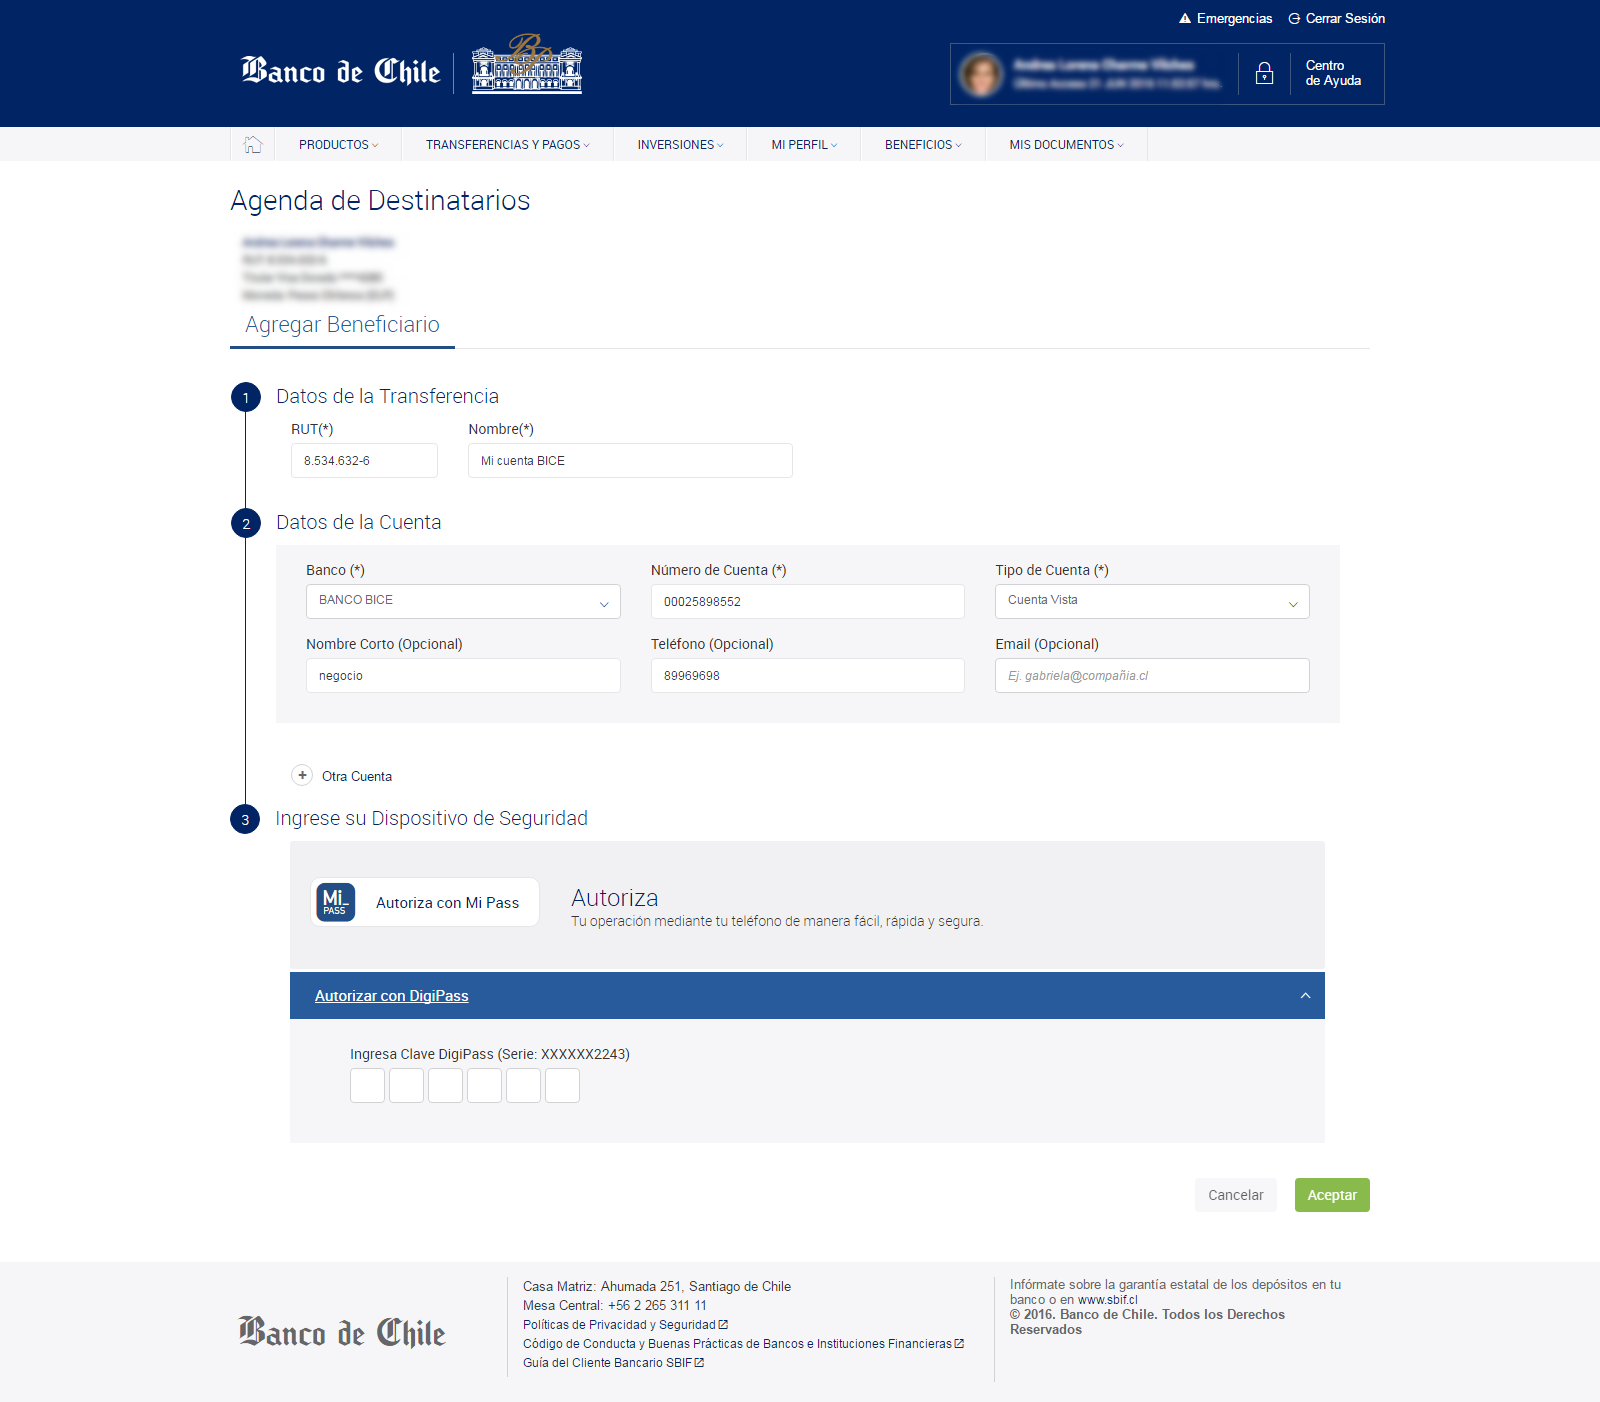 Emergencias
Cerrar Sesión
Banco de Chile
Centro
de Ayuda
PRODUCTOS
TRANSFERENCIAS Y PAGOS
INVERSIONES
MI PERFIL
BENEFICIOS
MIS DOCUMENTOS
Agenda de Destinatarios
Agregar Beneficiario
1 Datos de la Transferencia
RUT(*) Nombre(*)
8.534.632-6 Mi cuenta BICE
2 Datos de la Cuenta
Banco (*) Número de Cuenta (*) Tipo de Cuenta (*)
BANCO BICE 00025898552 Cuenta Vista
Nombre Corto (Opcional) Teléfono (Opcional) Email (Opcional)
negocio 89969698 Ej. gabriela@compañia.cl
+ Otra Cuenta
3 Ingrese su Dispositivo de Seguridad
Mi_
PASS
Autoriza con Mi Pass
Autoriza
Tu operación mediante tu teléfono de manera fácil, rápida y segura.
Autorizar con DigiPass
Ingresa Clave DigiPass (Serie: XXXXXX2243)
Cancelar Aceptar
Banco de Chile
Casa Matriz: Ahumada 251, Santiago de Chile
Mesa Central: +56 2 265 311 11
Políticas de Privacidad y Seguridad
Código de Conducta y Buenas Prácticas de Bancos e Instituciones Financieras
Guía del Cliente Bancario SBIF
Infórmate sobre la garantía estatal de los depósitos en tu
banco o en www.sbif.cl
© 2016. Banco de Chile. Todos los Derechos
Reservados